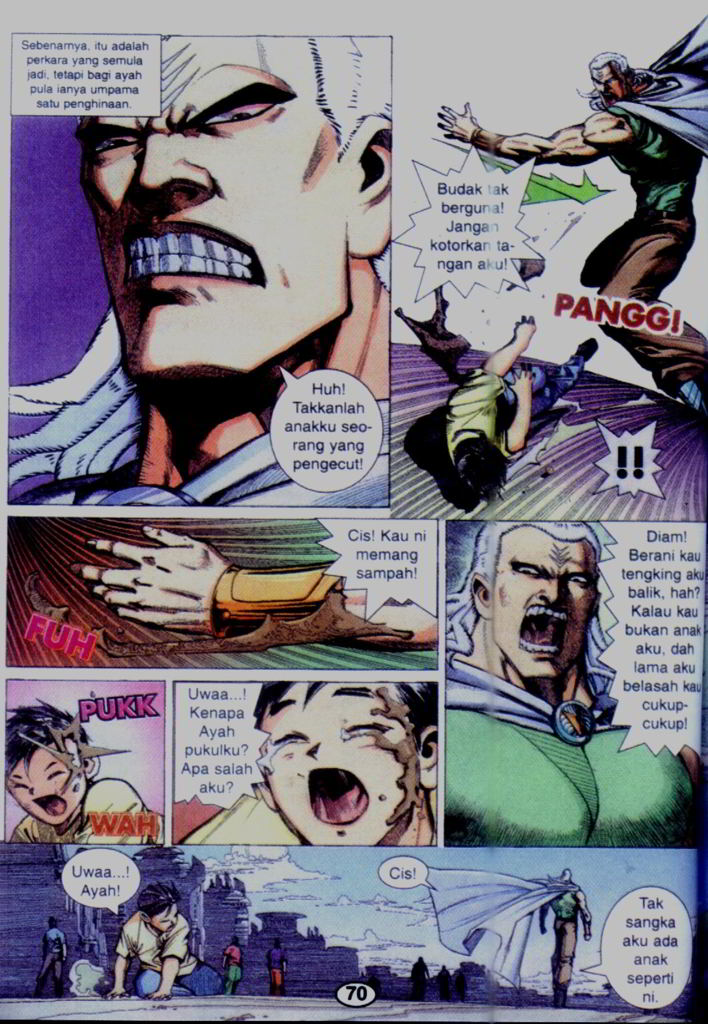 Sebenarnya, itu adalah
perkara yang semula
jadi, tetapi bagi ayah
pula ianya umpama
satu penghinaan.
Huh!
Takkanlah
anakku seo-
rang yang
pengecut!
Budak tak
berguna!
Jangan
kotorkan ta-
ngan aku!
PANGG!
!!
Cis! Kau ni
memang
sampah!
FUH
Diam!
Berani kau
tengking aku
balik, hah?
Kalau kau
bukan anak
aku, dah
lama aku
belasah kau
cukup-
cukup!
PUKK
WAH
Uwaa...!
Kenapa
Ayah
pukulku?
Apa salah
aku?
Uwaa...!
Ayah!
Cis!
Tak
sangka
aku ada
anak
seperti
ni.
70